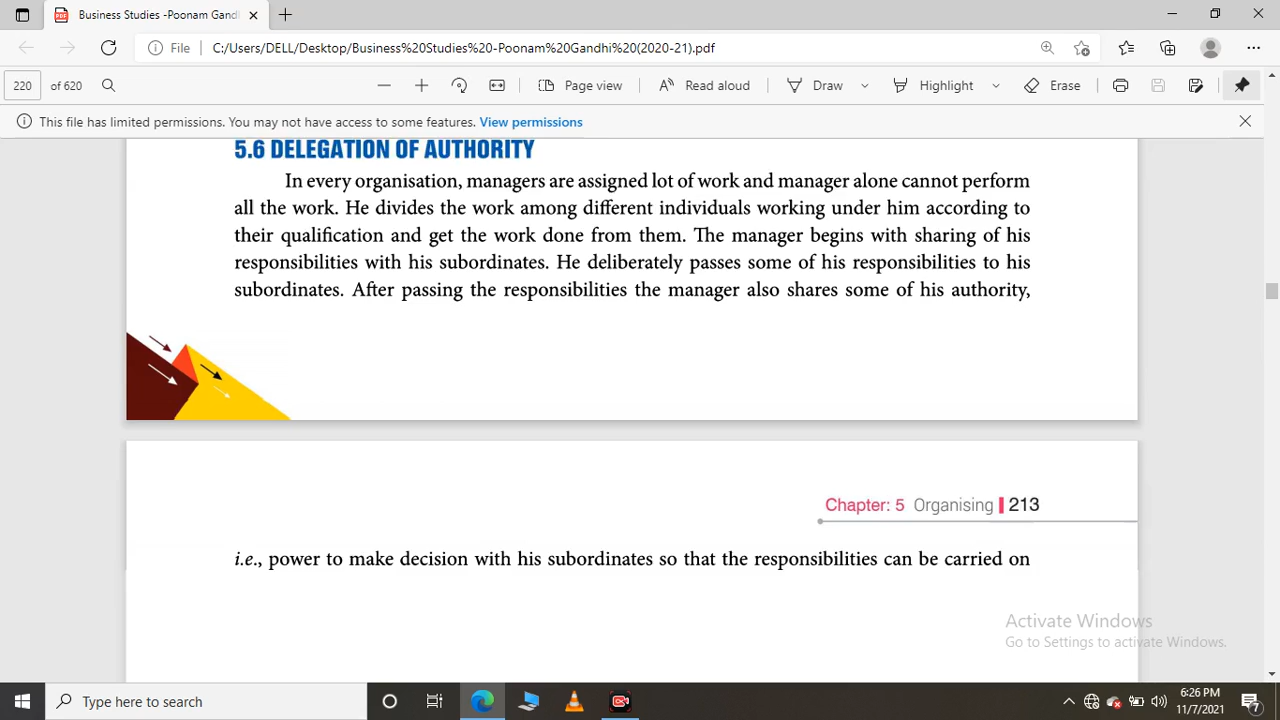 Business Studies -Poonam Gandl
File
C:/Users/DELL/Desktop/Business%20Studies%20-Poonam%20Gandhi%20(2020-21).pdf
220 of 620
Page view
Read aloud
Draw
Highlight
Erase
This file has limited permissions. You may not have access to some features. View permissions
5.6 DELEGATION OF AUTHORITY
In every organisation, managers are assigned lot of work and manager alone cannot perform
all the work. He divides the work among different individuals working under him according to
their qualification and get the work done from them. The manager begins with sharing of his
responsibilities with his subordinates. He deliberately passes some of his responsibilities to his
subordinates. After passing the responsibilities the manager also shares some of his authority,
Chapter: 5 Organising 213
i.e., power to make decision with his subordinates so that the responsibilities can be carried on
Activate Windows
Go to Settings to activate Windows.
Type here to search
6:26 PM
11/7/2021
7